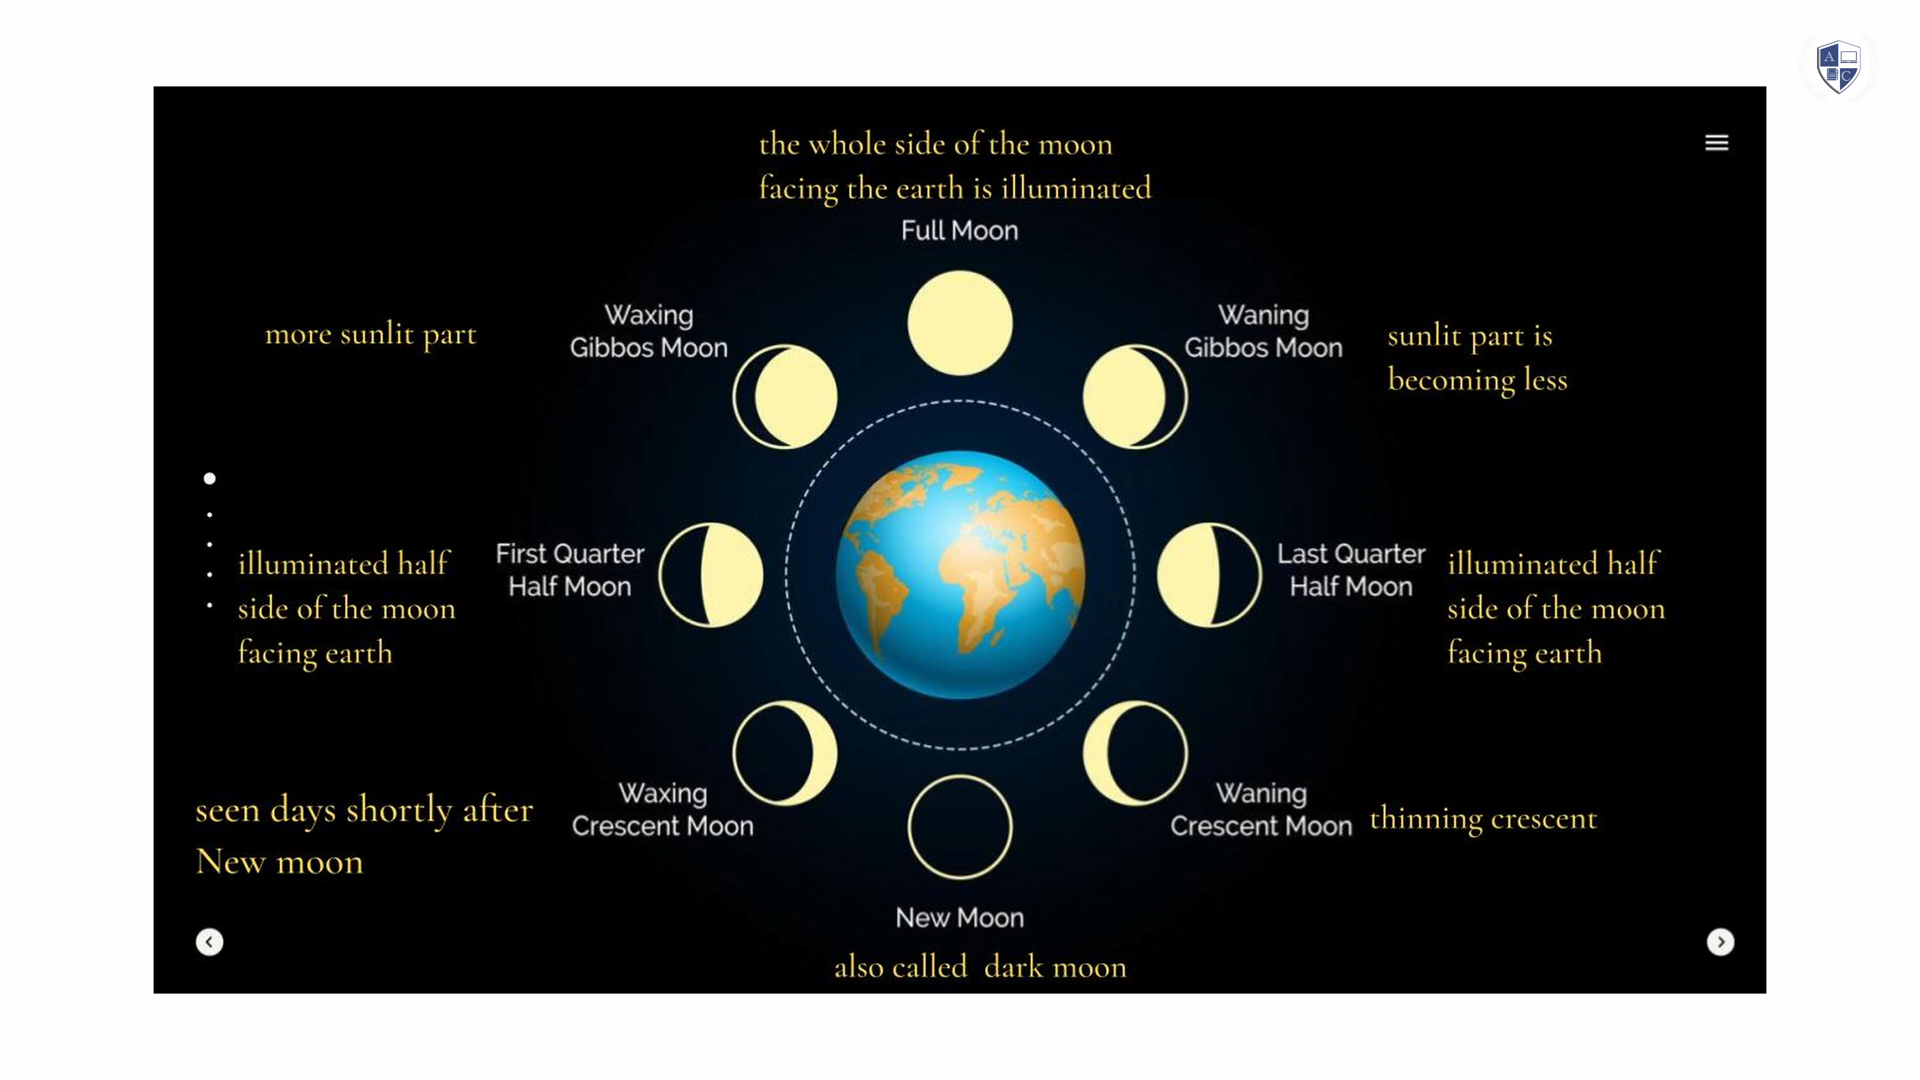 A
C
the whole side of the moon
facing the earth is illuminated
Full Moon
Waxing
Gibbos Moon
more sunlit part
Waning
Gibbos Moon
sunlit part is
becoming less
First Quarter
Half Moon
illuminated half
side of the moon
facing earth
Last Quarter
Half Moon
illuminated half
side of the moon
facing earth
seen days shortly after
New moon
Waxing
Crescent Moon
Waning
Crescent Moon
thinning crescent
New Moon
also called dark moon